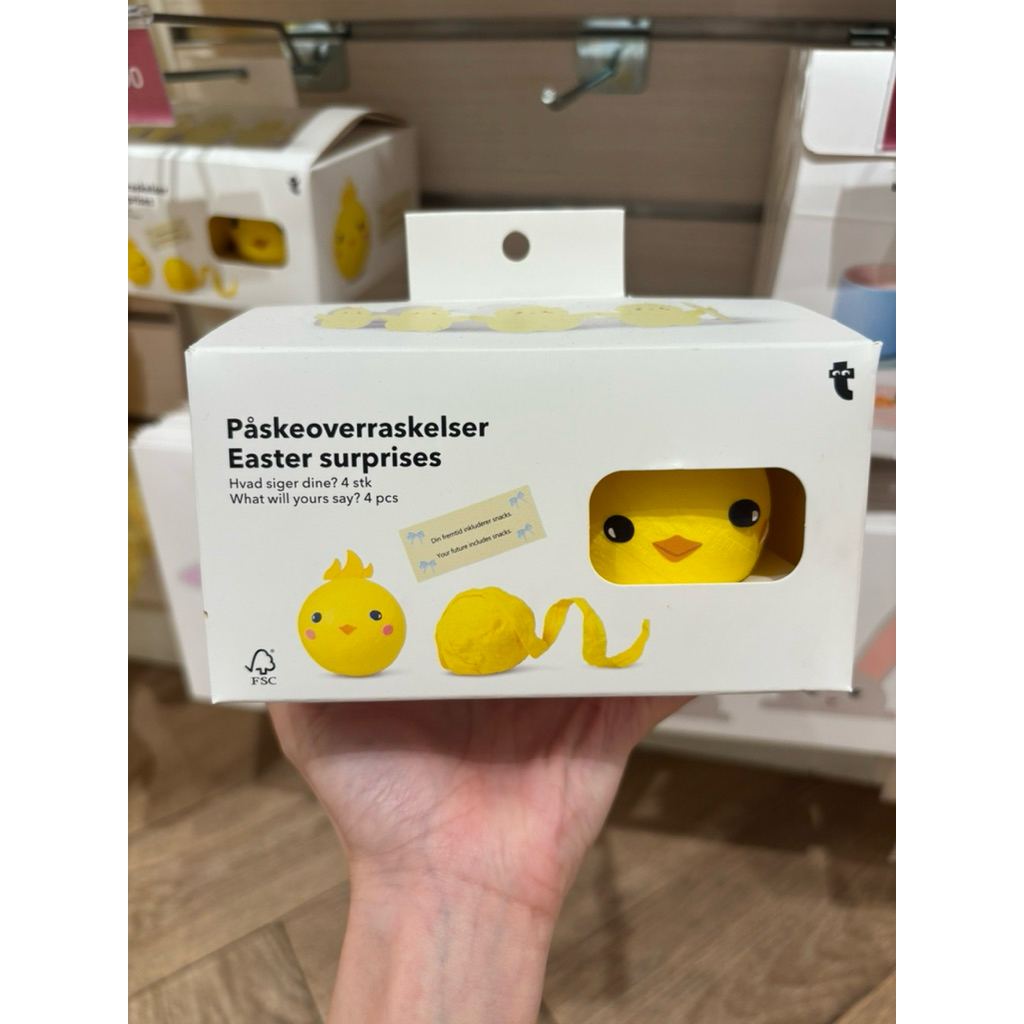 Påskeoverraskelser
Easter surprises
Hvad siger dine? 4 stk
What will yours say? 4 pcs
Din fremtid inkluderer snacks.
Your future includes snacks.
t
FSC